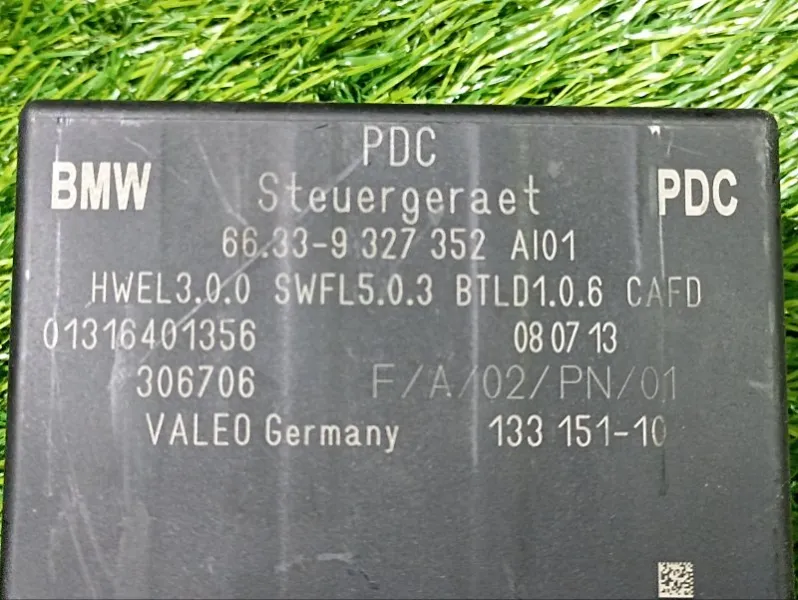 PDC
BMW Steuergeraet PDC
66.33-9 327 352 AI01
HWEL3.0.0 SWFL5.0.3 BTLD1.0.6 CAFD
01316401356 08 07 13
306706 F/A/02/PN/01
VALEO Germany 133 151-10